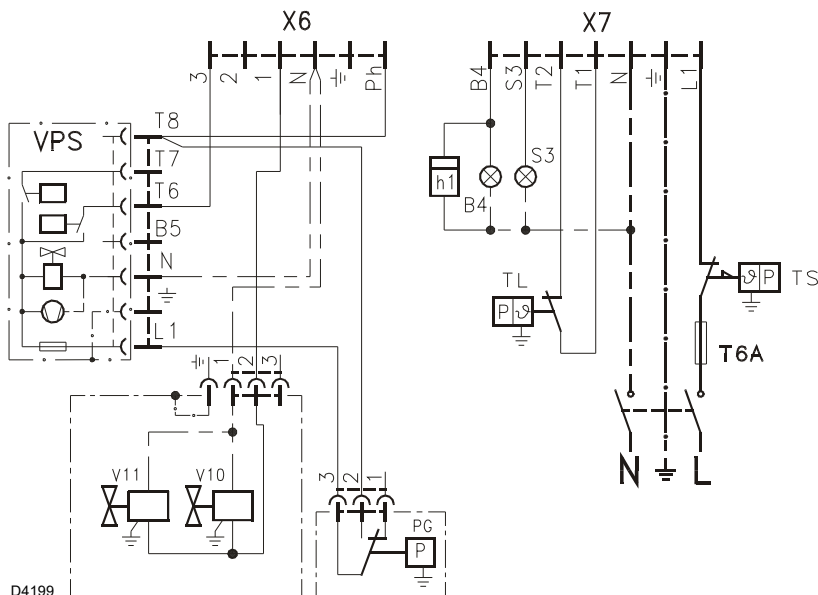 X6
X7
3
2
1
N
Ph
B4
S3
T2
T1
N
L1
VPS
T8
T7
T6
B5
N
L1
h1
B4
S3
TL
P ϑ
ϑ P
TS
T6A
N
L
1
2
3
V11
V10
3
2
1
PG
P
D4199